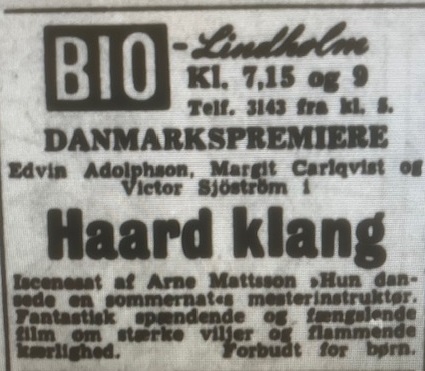 BIO
-Lindholm
Kl. 7,15 og 9
Telf. 3143 fra kl. 5.
DANMARKSPREMIERE
Edvin Adolphson, Margit Carlqvist og
Victor Sjöström i
Haard klang
Iscenesat af Arne Mattsson »Hun dan-
sede en sommernat«s mesterinstruktør.
Fantastisk spændende og fængslende
film om stærke viljer og flammende
kærlighed. Forbudt for børn.